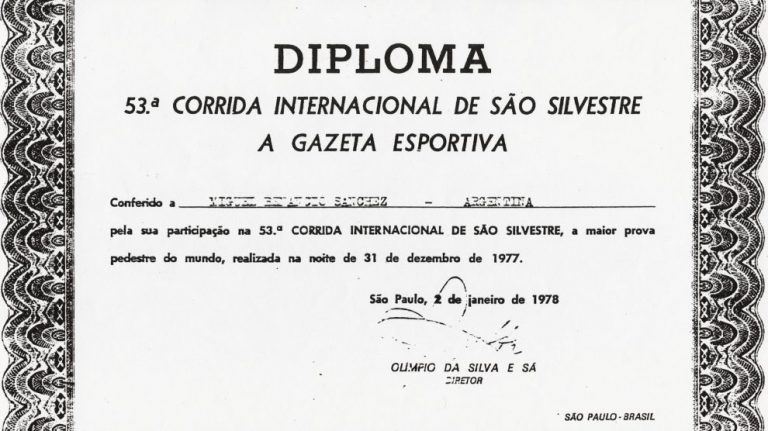 DIPLOMA
53.ª CORRIDA INTERNACIONAL DE SÃO SILVESTRE
A GAZETA ESPORTIVA
Conferido a MIGUEL BENANCIO SANCHEZ - ARGENTINA
pela sua participação na 53.ª CORRIDA INTERNACIONAL DE SÃO SILVESTRE, a maior prova
pedestre do mundo, realizada na noite de 31 de dezembro de 1977.
São Paulo, 2 de janeiro de 1978
OLIMPIO DA SILVA E SÁ
DIRETOR
SÃO PAULO - BRASIL